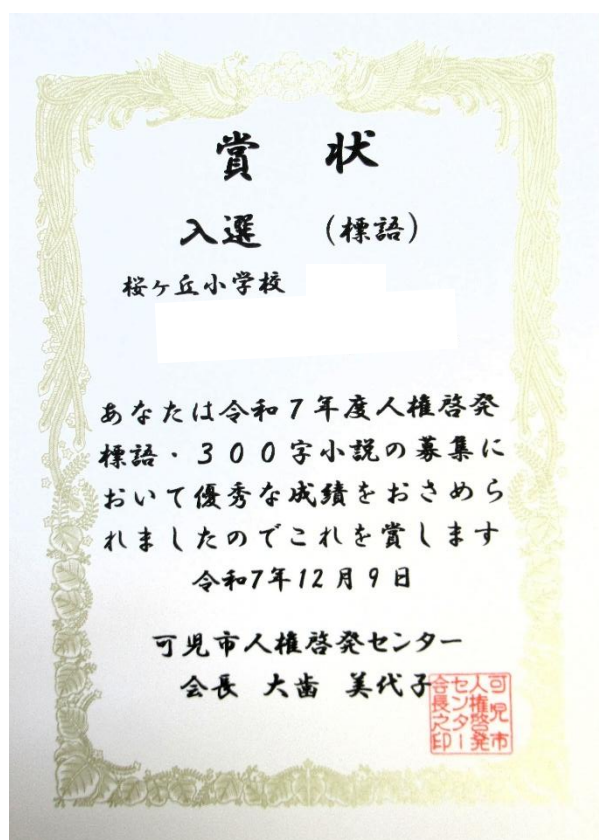 賞 状
入選 (標語)
桜ヶ丘小学校
あなたは令和7年度人権啓発
標語・300字小説の募集に
おいて優秀な成績をおさめら
れましたのでこれを賞します
令和7年12月9日
可児市人権啓発センター
会長 大歯 美代子
可児市
人権啓発
センター
会長之印